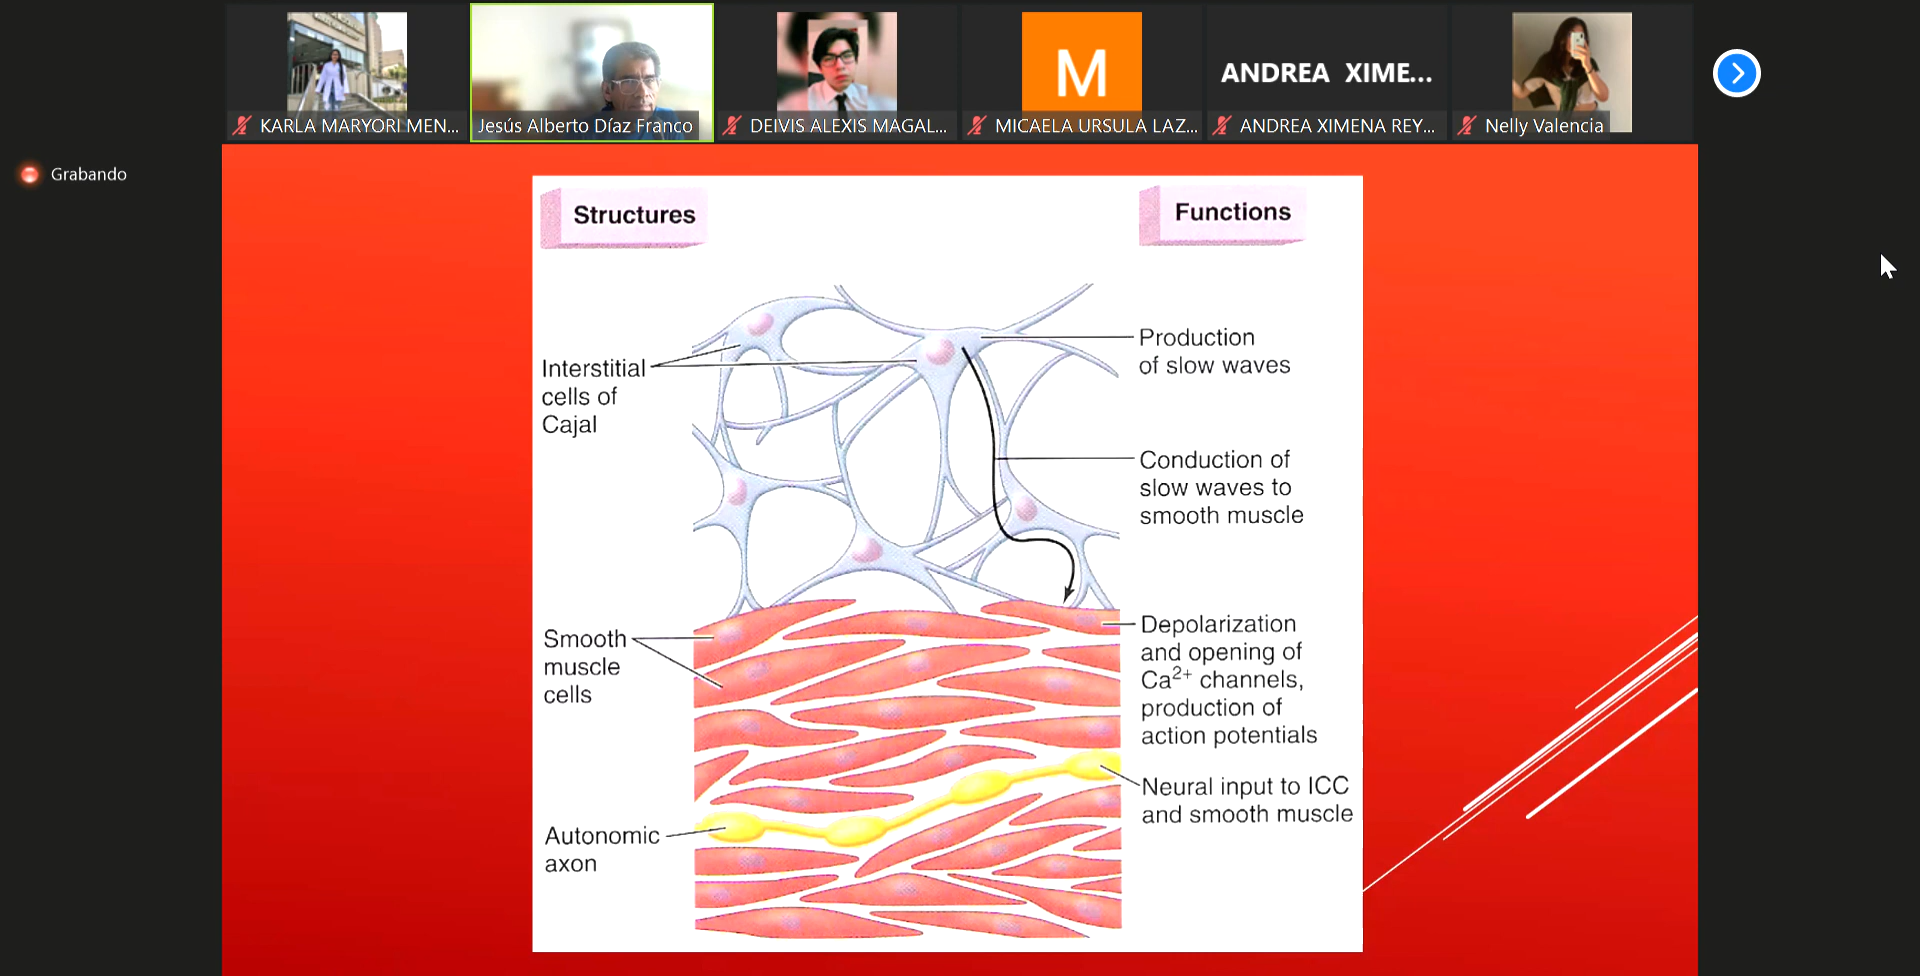 M
ANDREA XIME...
KARLA MARYORI MEN...
Jesús Alberto Díaz Franco
DEIVIS ALEXIS MAGAL...
MICAELA URSULA LAZ...
ANDREA XIMENA REY...
Nelly Valencia
Grabando
Structures
Functions
Interstitial
cells of
Cajal
Production
of slow waves
Conduction of
slow waves to
smooth muscle
Smooth
muscle
cells
Depolarization
and opening of
Ca²⁺ channels,
production of
action potentials
Neural input to ICC
and smooth muscle
Autonomic
axon